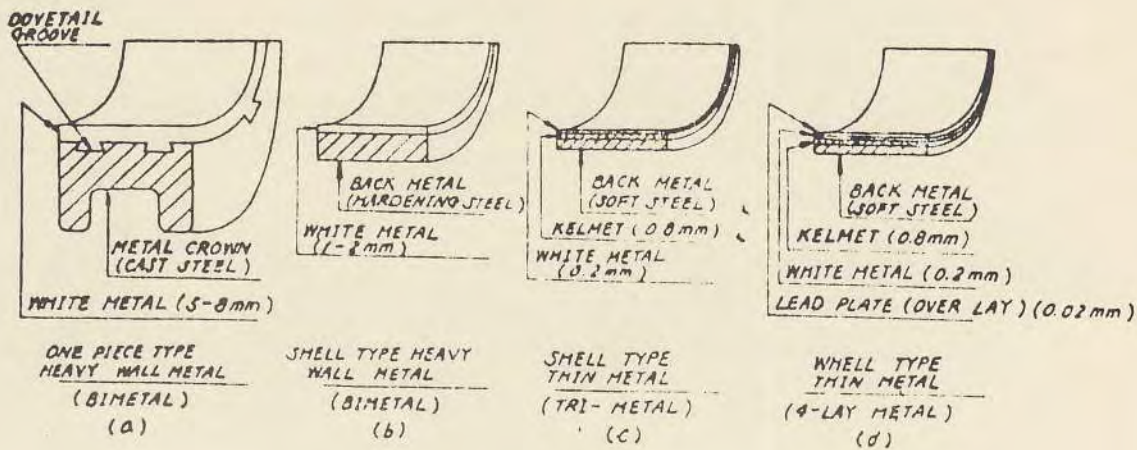 DOVETAIL
GROOVE
METAL CROWN
(CAST STEEL)
WHITE METAL (5-8mm)
ONE PIECE TYPE
HEAVY WALL METAL
(BIMETAL)
(a)
BACK METAL
(HARDENING STEEL)
WHITE METAL
(1-2mm)
SHELL TYPE HEAVY
WALL METAL
(BIMETAL)
(b)
BACK METAL
(SOFT STEEL)
KELMET (0.8mm)
WHITE METAL
(0.2mm)
SHELL TYPE
THIN METAL
(TRI-METAL)
(c)
BACK METAL
(SOFT STEEL)
KELMET (0.8mm)
WHITE METAL (0.2mm)
LEAD PLATE (OVER LAY) (0.02mm)
WHELL TYPE
THIN METAL
(4-LAY METAL)
(d)